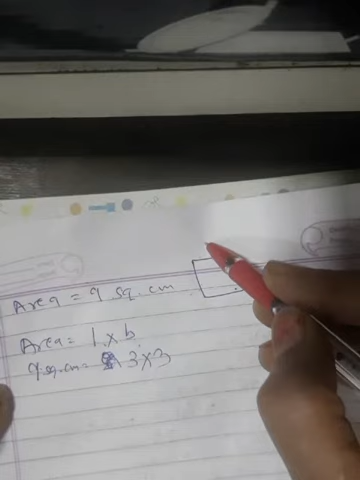 Area = 9 sq. cm
Area = l x b
9 sq. cm = 3 x 3